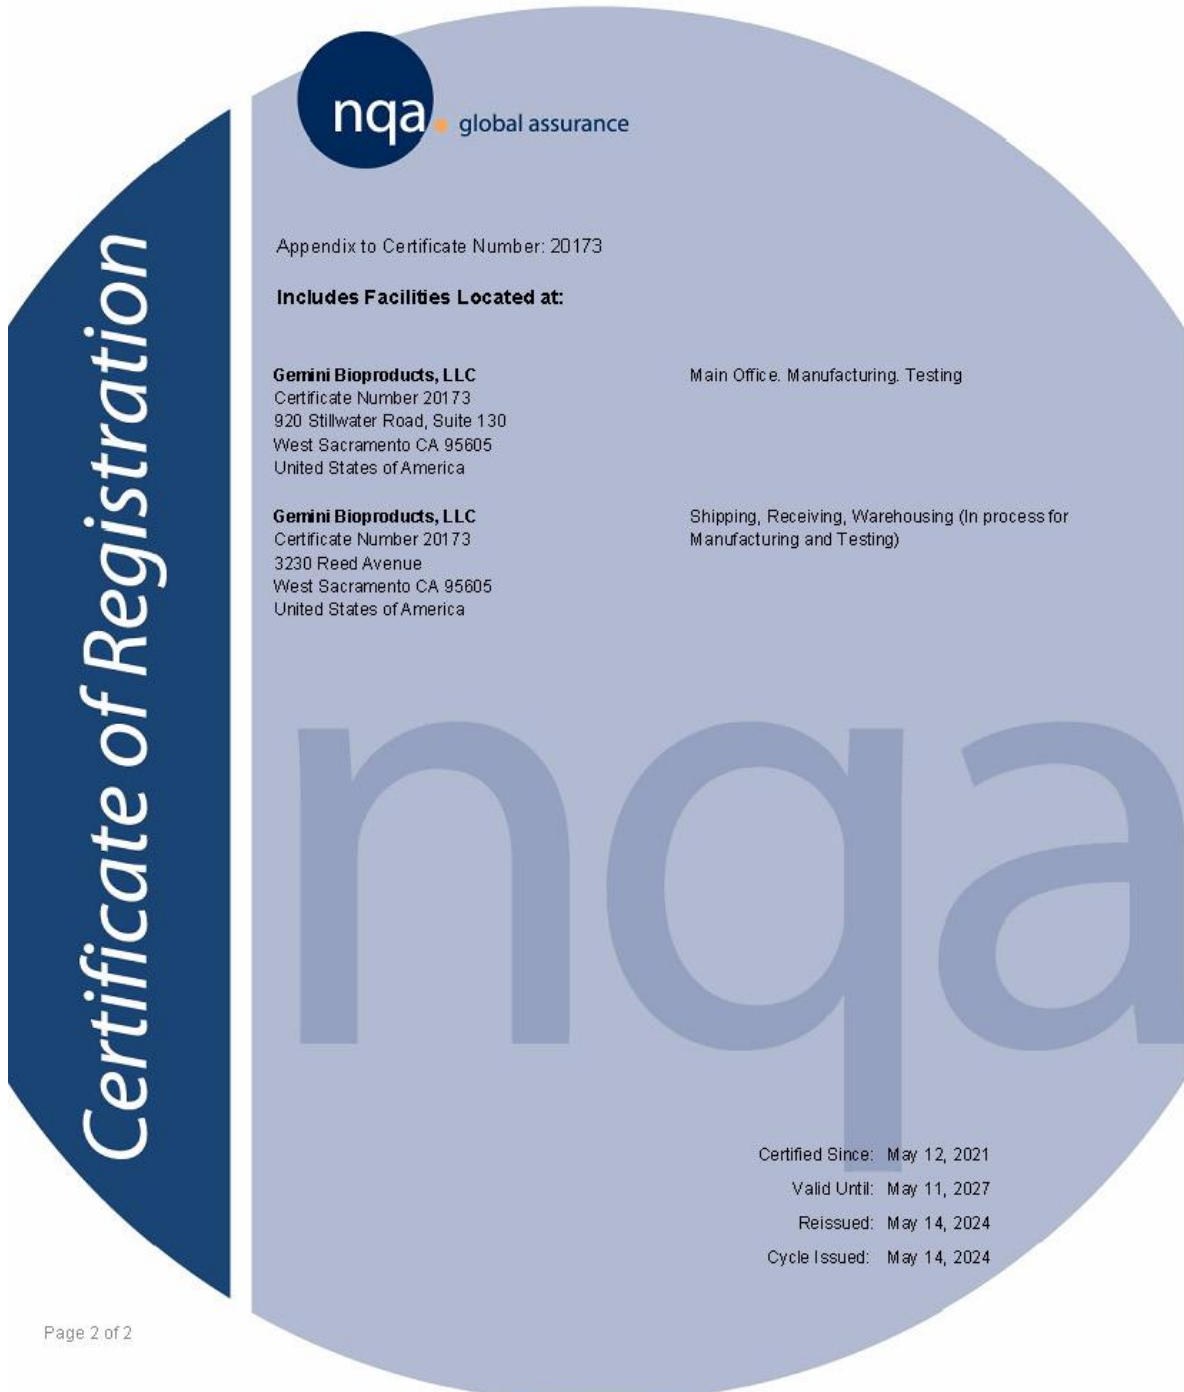 nqa. global assurance
Certificate of Registration
Appendix to Certificate Number: 20173
Includes Facilities Located at:
Gemini Bioproducts, LLC
Certificate Number 20173
920 Stillwater Road, Suite 130
West Sacramento CA 95605
United States of America
Main Office. Manufacturing. Testing
Gemini Bioproducts, LLC
Certificate Number 20173
3230 Reed Avenue
West Sacramento CA 95605
United States of America
Shipping, Receiving, Warehousing (In process for
Manufacturing and Testing)
nqa
Certified Since: May 12, 2021
Valid Until: May 11, 2027
Reissued: May 14, 2024
Cycle Issued: May 14, 2024
Page 2 of 2